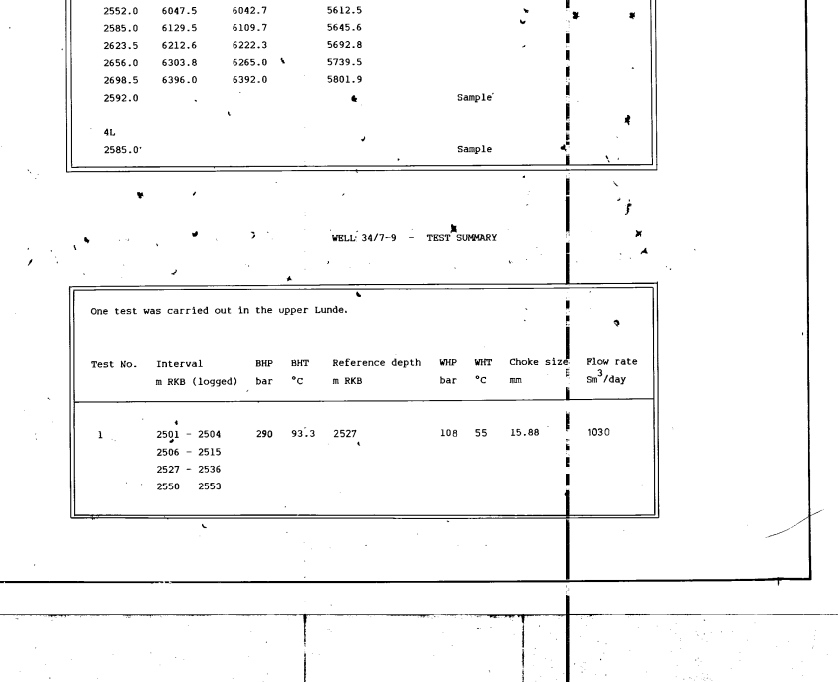 2552.0 6047.5 6042.7 5612.5
2585.0 6129.5 6109.7 5645.6
2623.5 6212.6 6222.3 5692.8
2656.0 6303.8 6265.0 5739.5
2698.5 6396.0 6392.0 5801.9
2592.0 Sample
4L
2585.0 Sample
WELL 34/7-9 - TEST SUMMARY
One test was carried out in the upper Lunde.
Test No. Interval BHP BHT Reference depth WHP WHT Choke size Flow rate
m RKB (logged) bar °C m RKB bar °C mm Sm³/day
1 2501 - 2504 290 93.3 2527 108 55 15.88 1030
2506 - 2515
2527 - 2536
2550 2553